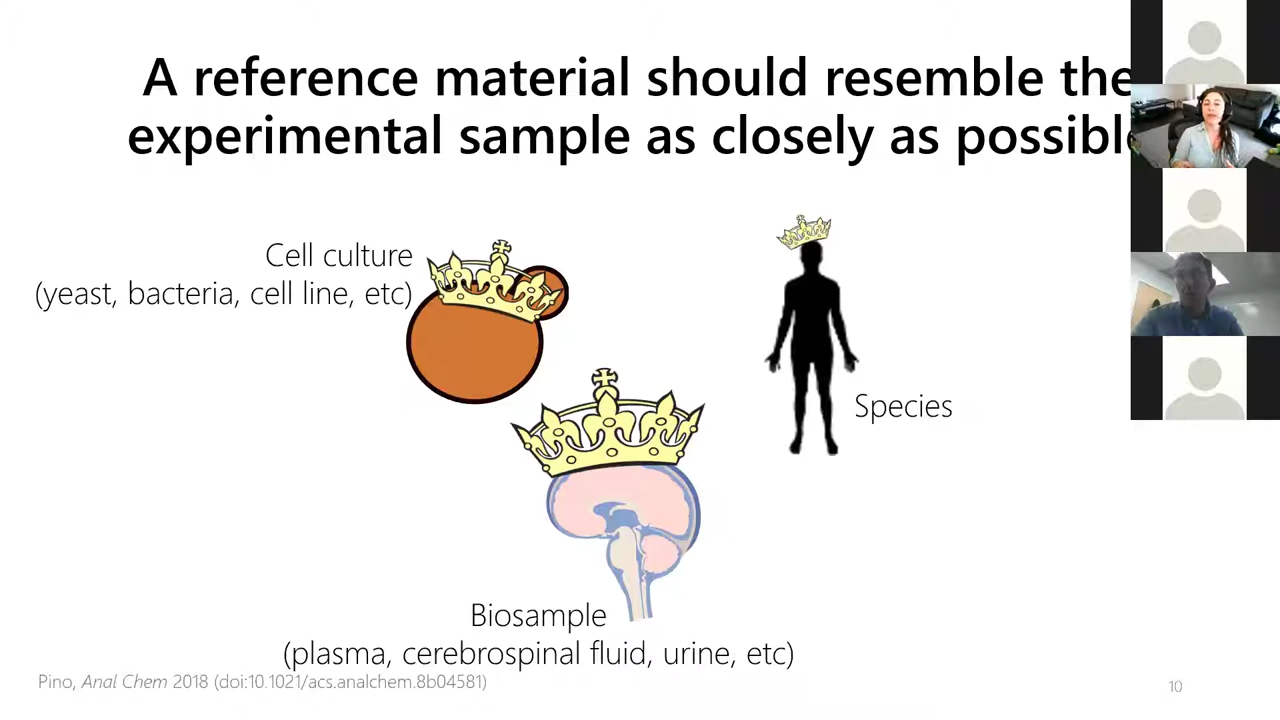 A reference material should resemble the
experimental sample as closely as possible
Cell culture
(yeast, bacteria, cell line, etc)
Species
Biosample
(plasma, cerebrospinal fluid, urine, etc)
Pino, Anal Chem 2018 (doi:10.1021/acs.analchem.8b04581)
10